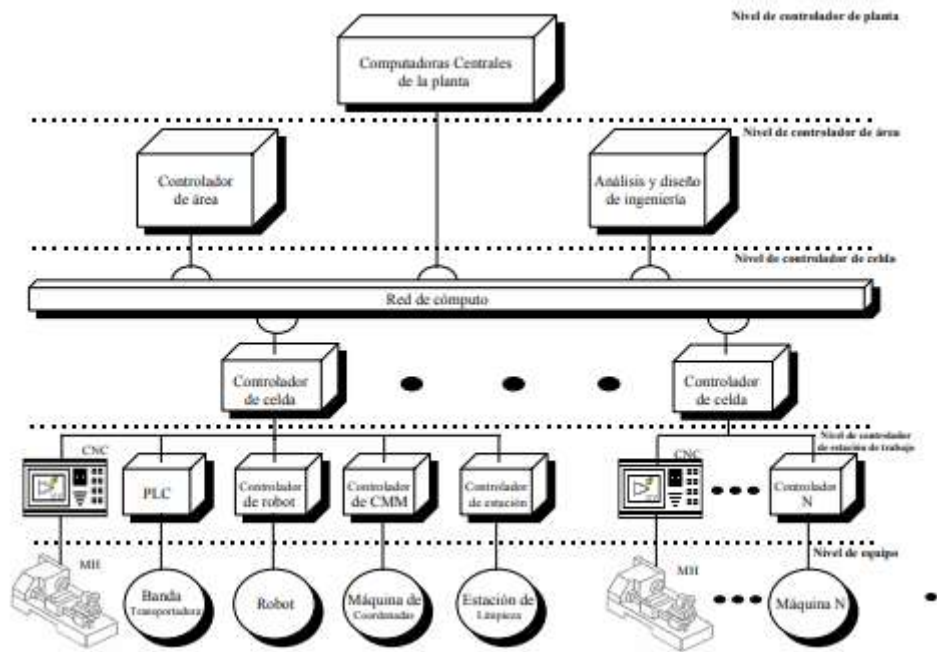 Nivel de controlador de planta
Computadoras Centrales
de la planta
Nivel de controlador de área
Controlador
de área
Análisis y diseño
de ingeniería
Nivel de controlador de celda
Red de cómputo
Controlador
de celda
Controlador
de celda
Nivel de controlador
de estación de trabajo
CNC
PLC
Controlador
de robot
Controlador
de CMM
Controlador
de estación
CNC
Controlador
N
Nivel de equipo
MH
Banda
Transportadora
Robot
Máquina de
Coordenadas
Estación de
Limpieza
MH
Máquina N